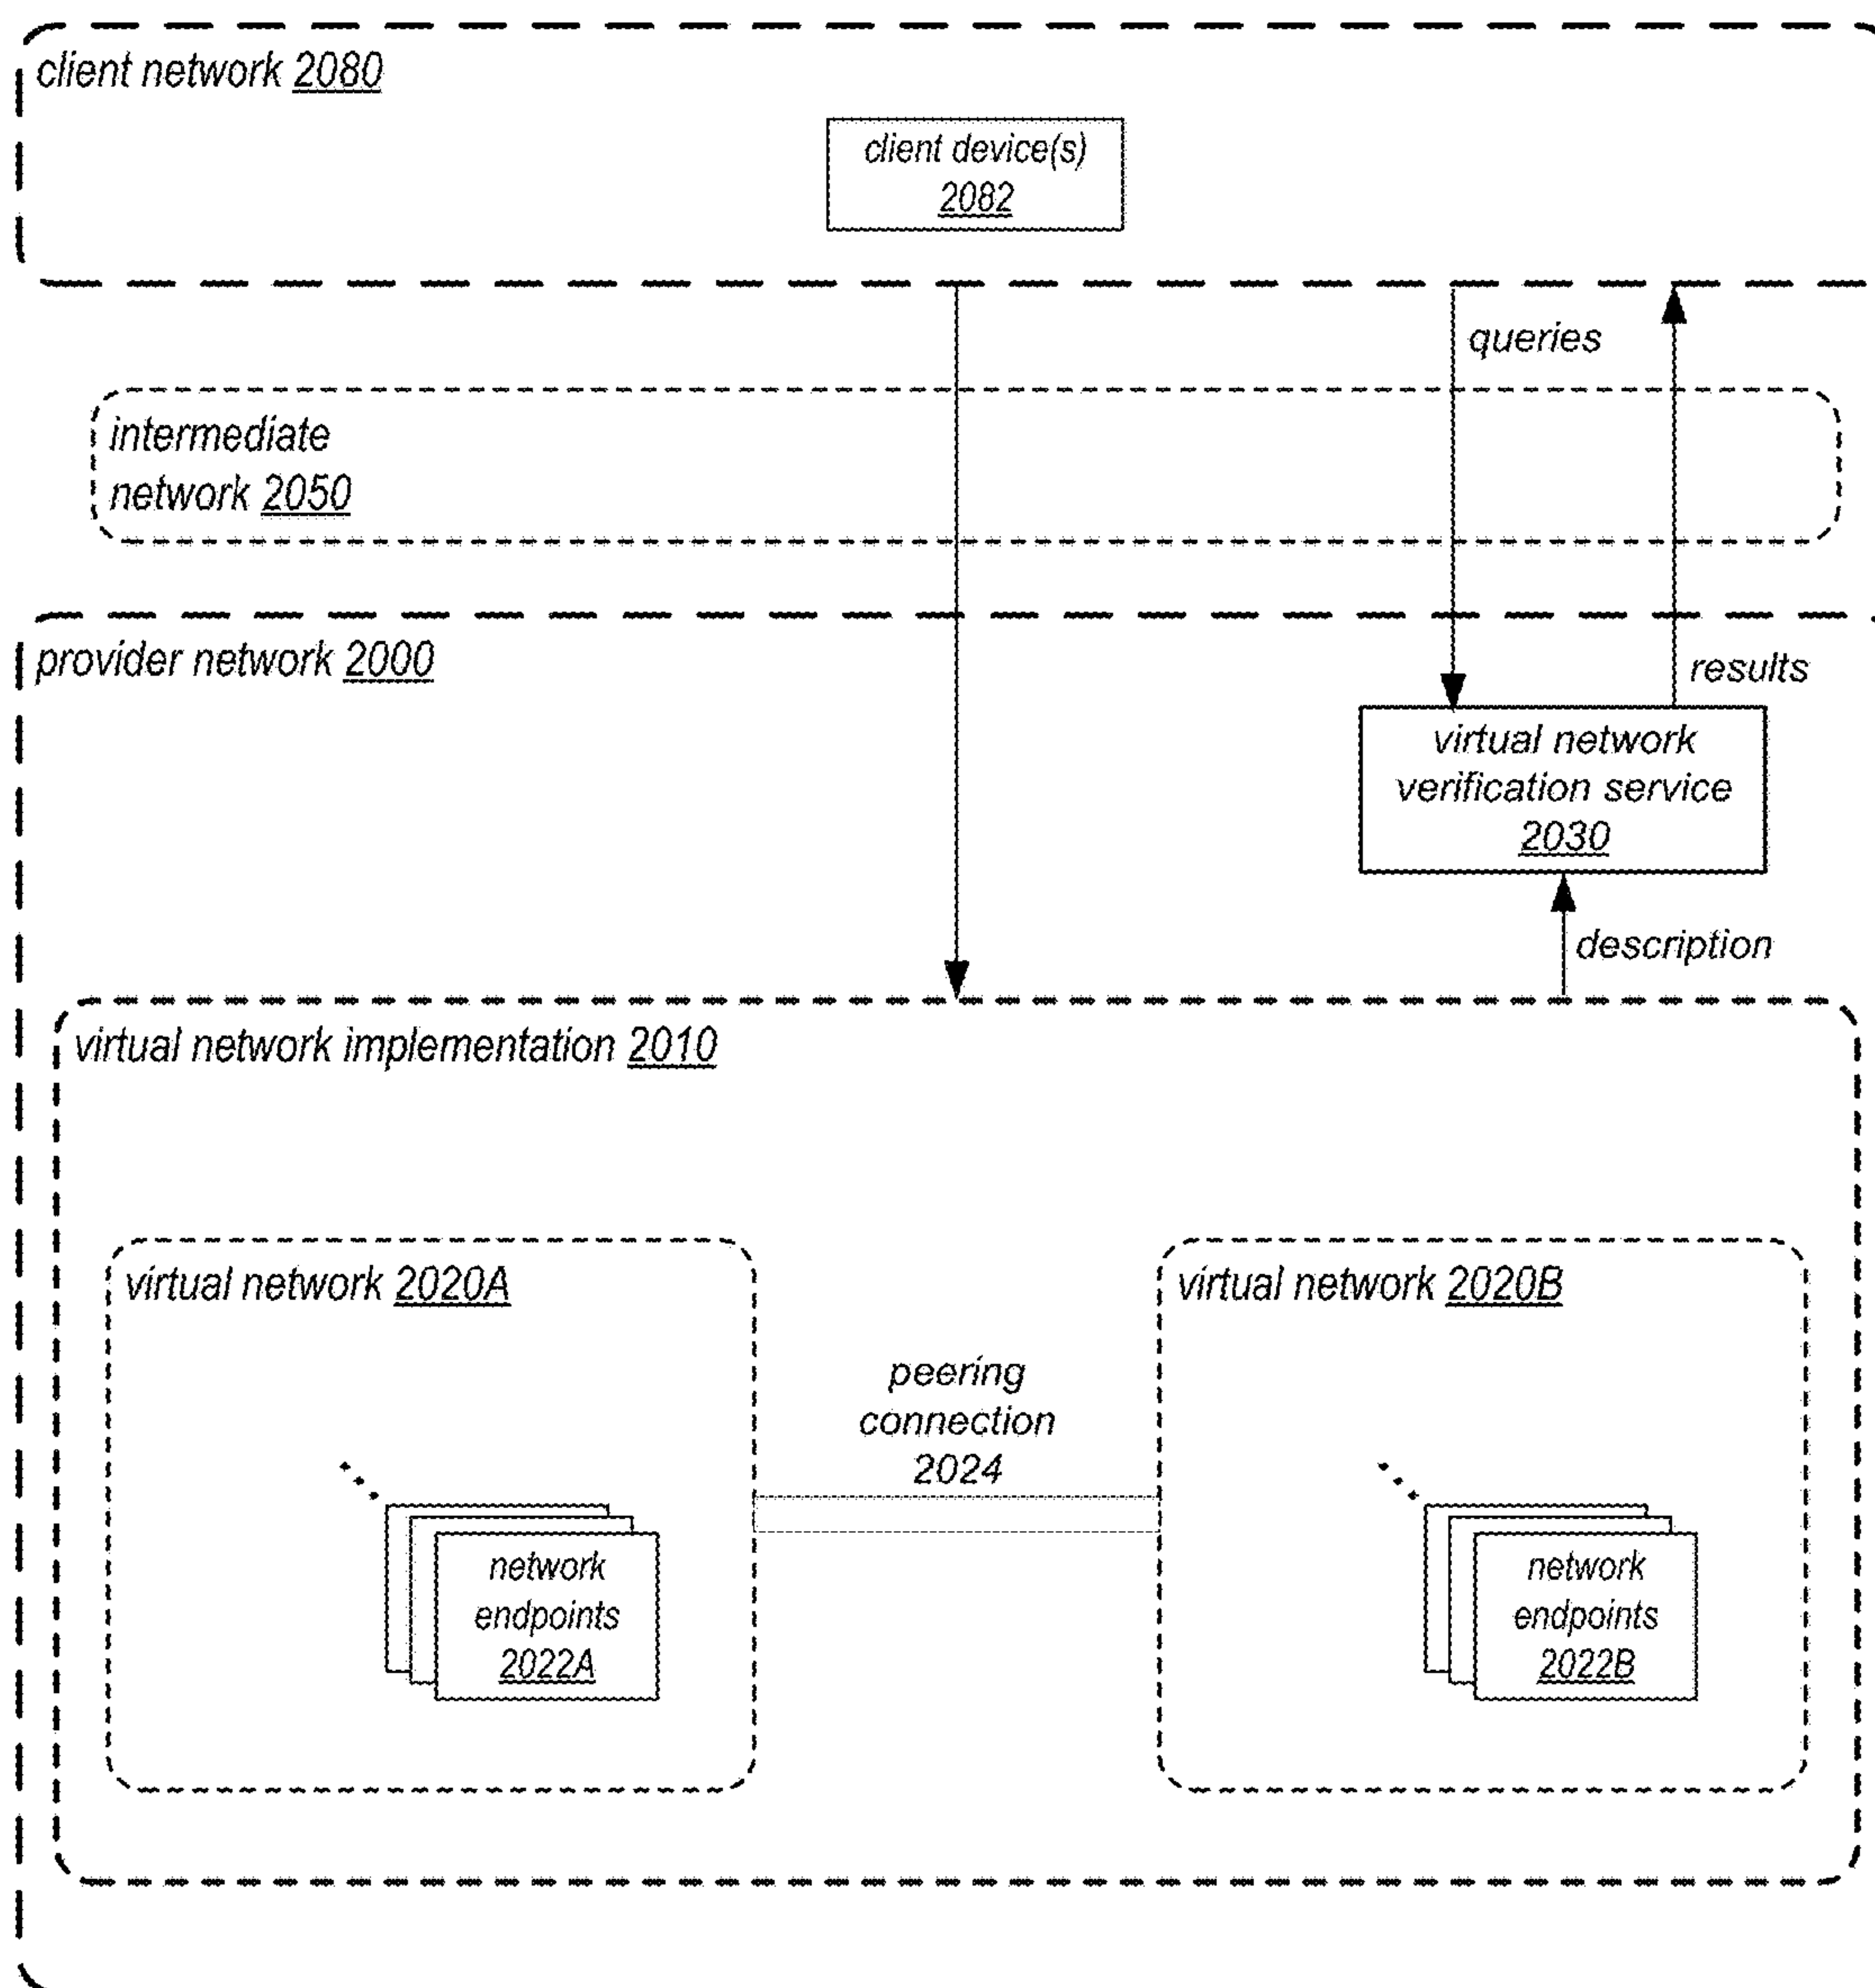 client network 2080
client device(s)
2082
queries
intermediate
network 2050
provider network 2000
results
virtual network
verification service
2030
description
virtual network implementation 2010
virtual network 2020A
virtual network 2020B
peering
connection
2024
network
endpoints
2022A
network
endpoints
2022B